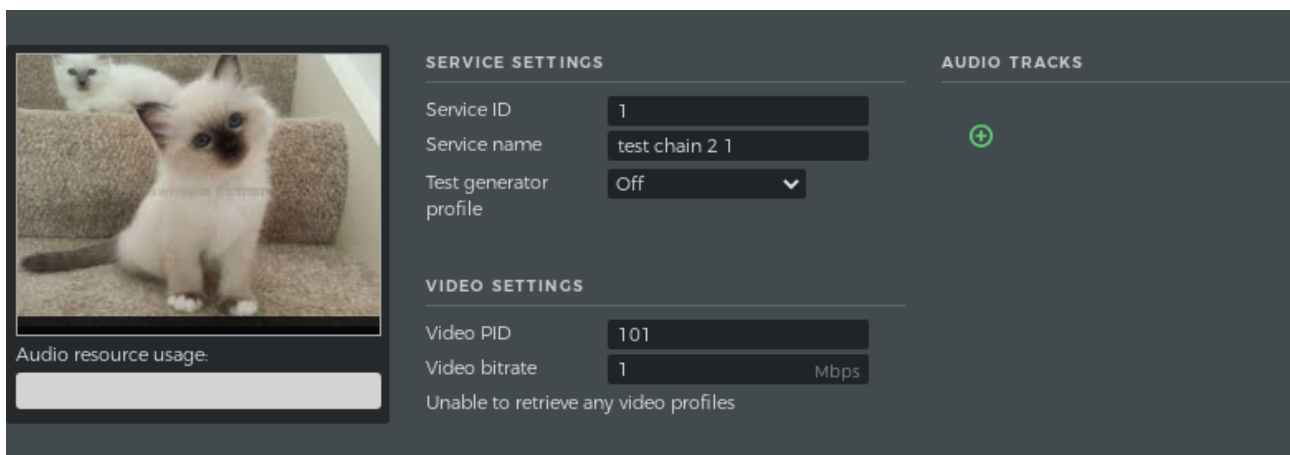 SERVICE SETTINGS
Service ID
1
Service name
test chain 2 1
Test generator profile
Off
VIDEO SETTINGS
Video PID
101
Video bitrate
1 Mbps
Unable to retrieve any video profiles
AUDIO TRACKS
Audio resource usage: